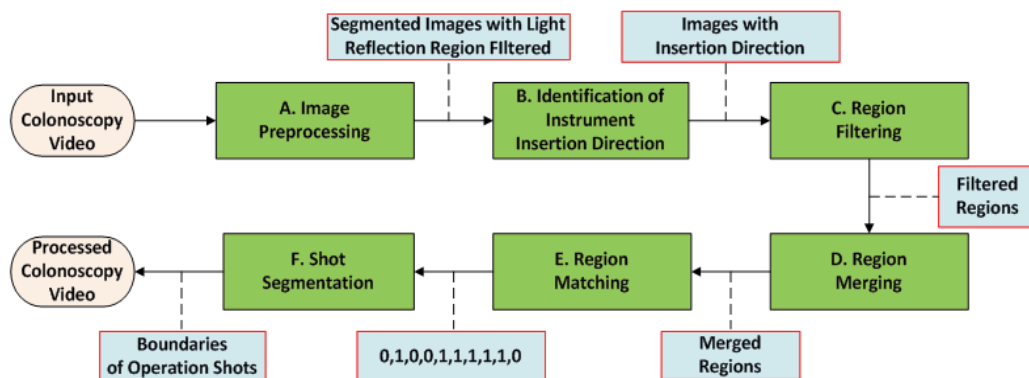 Segmented Images with Light
Reflection Region FIltered
Images with
Insertion Direction
Input
Colonoscopy
Video
A. Image
Preprocessing
B. Identification of
Instrument
Insertion Direction
C. Region
Filtering
Filtered
Regions
Processed
Colonoscopy
Video
F. Shot
Segmentation
E. Region
Matching
D. Region
Merging
Boundaries
of Operation Shots
0,1,0,0,1,1,1,1,1,0
Merged
Regions